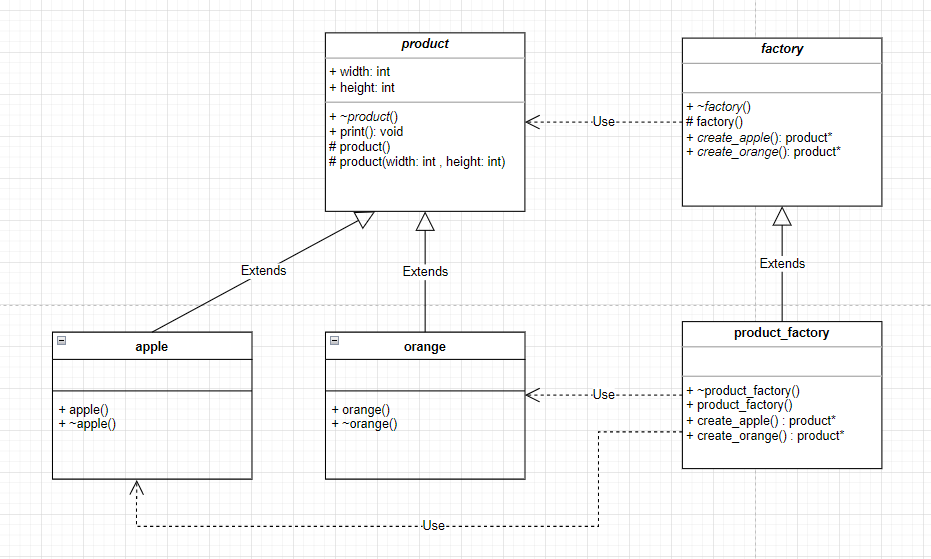 product
+ width: int
+ height: int
+ ~product()
+ print(): void
# product()
# product(width: int , height: int)
factory
+ ~factory()
# factory()
+ create_apple(): product*
+ create_orange(): product*
Use
Extends
Extends
Extends
apple
+ apple()
+ ~apple()
orange
+ orange()
+ ~orange()
product_factory
+ ~product_factory()
+ product_factory()
+ create_apple() : product*
+ create_orange() : product*
Use
Use